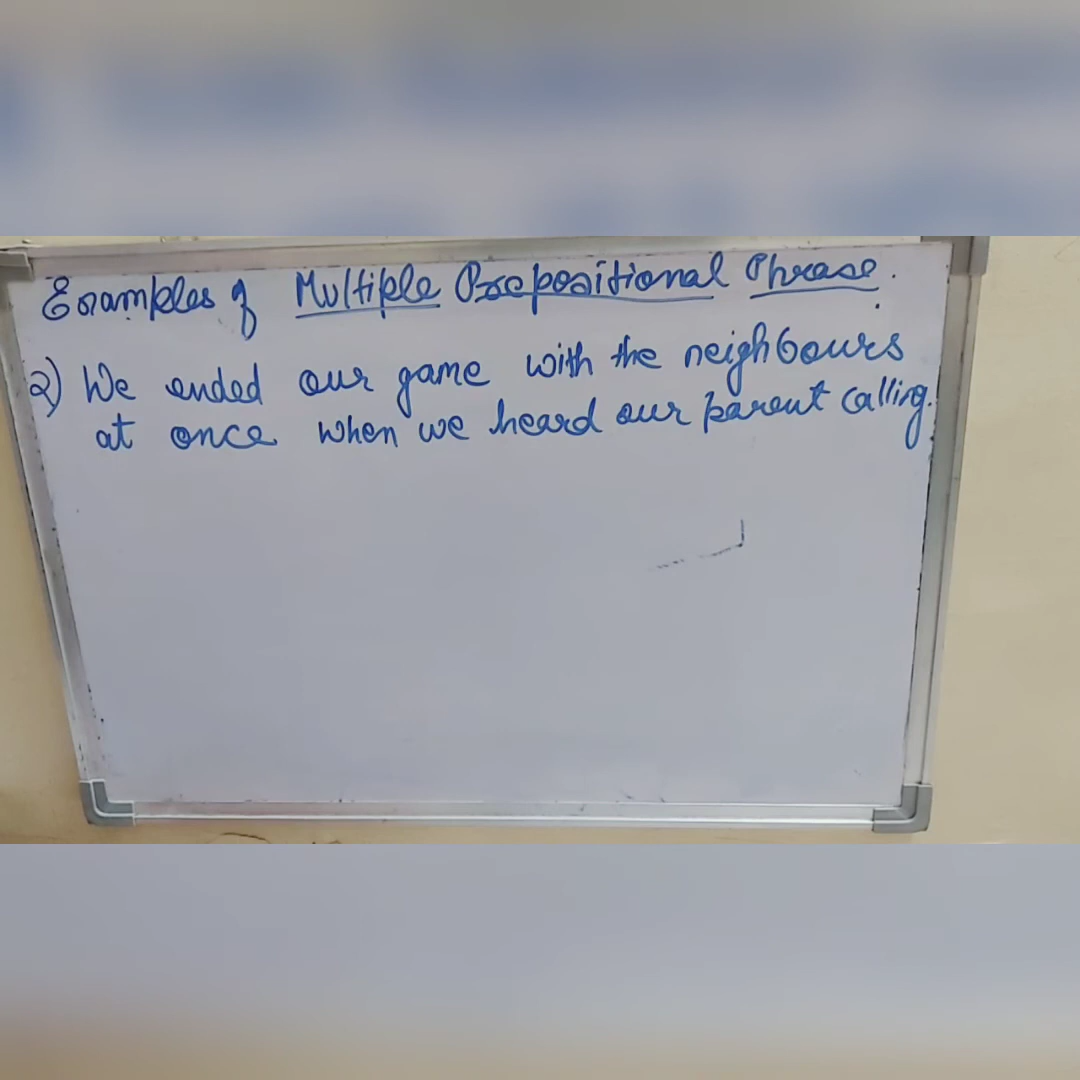 Examples of Multiple Prepositional Phrase.
2) We ended our game with the neighbours
at once when we heard our parent calling.